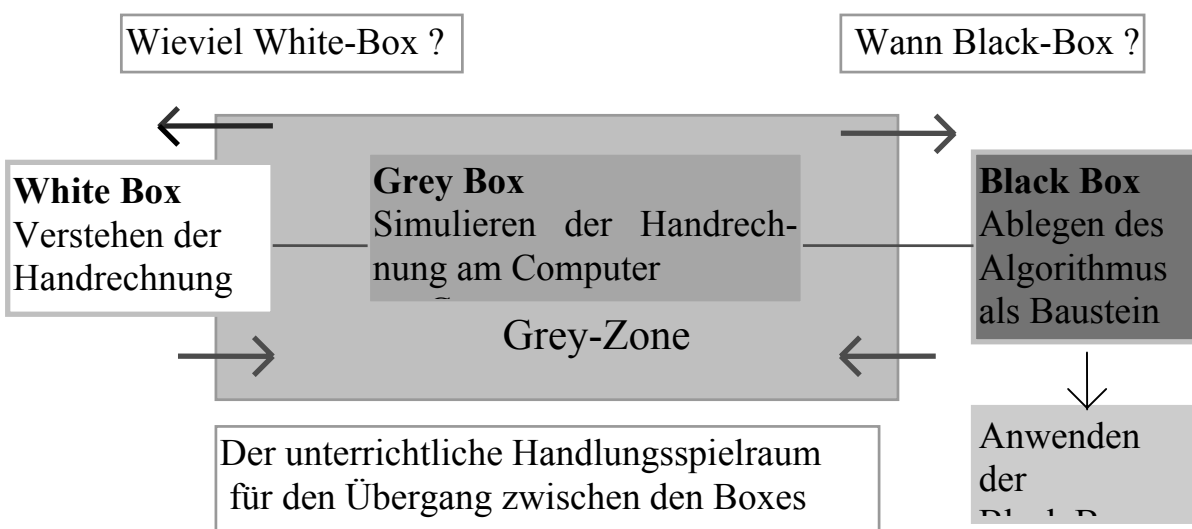 Wieviel White-Box ?
Wann Black-Box ?
White Box
Verstehen der
Handrechnung
Grey Box
Simulieren der Handrech-
nung am Computer
Grey-Zone
Black Box
Ablegen des
Algorithmus
als Baustein
Der unterrichtliche Handlungsspielraum
für den Übergang zwischen den Boxes
Anwenden
der